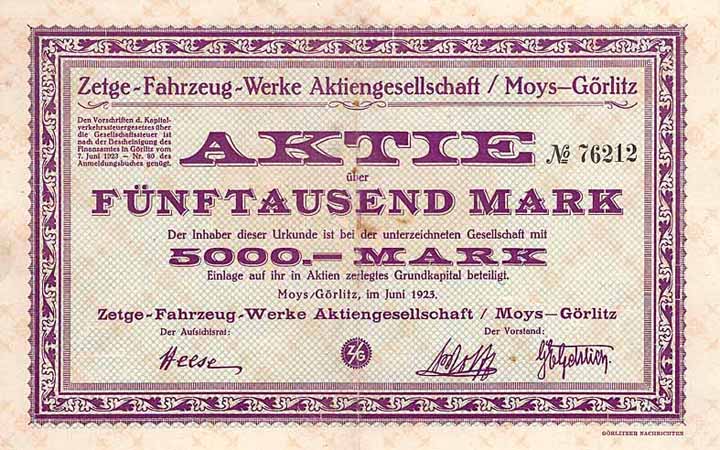 Zetge-Fahrzeug-Werke Aktiengesellschaft / Moys-Görlitz
Den Vorschriften d. Kapital-
verkehrssteuergesetzes über
die Gesellschaftssteuer ist
nach der Bescheinigung des
Finanzamtes in Görlitz vom
7. Juni 1923 – Nr. 80 des
Anmeldungsbuches genügt.
AKTIE
№ 76212
über
FÜNFTAUSEND MARK
Der Inhaber dieser Urkunde ist bei der unterzeichneten Gesellschaft mit
5000.– MARK
Einlage auf ihr in Aktien zerlegtes Grundkapital beteiligt.
Moys/Görlitz, im Juni 1923.
Zetge-Fahrzeug-Werke Aktiengesellschaft / Moys-Görlitz
Der Aufsichtsrat:
Der Vorstand:
Heese
GÖRLITZER NACHRICHTEN